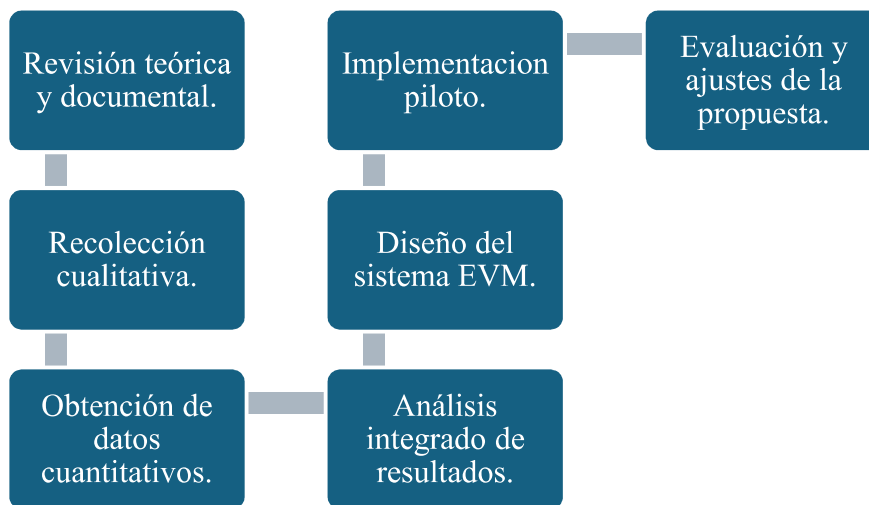 Revisión teórica
y documental.
Recolección
cualitativa.
Obtención de
datos
cuantitativos.
Análisis
integrado de
resultados.
Diseño del
sistema EVM.
Implementacion
piloto.
Evaluación y
ajustes de la
propuesta.